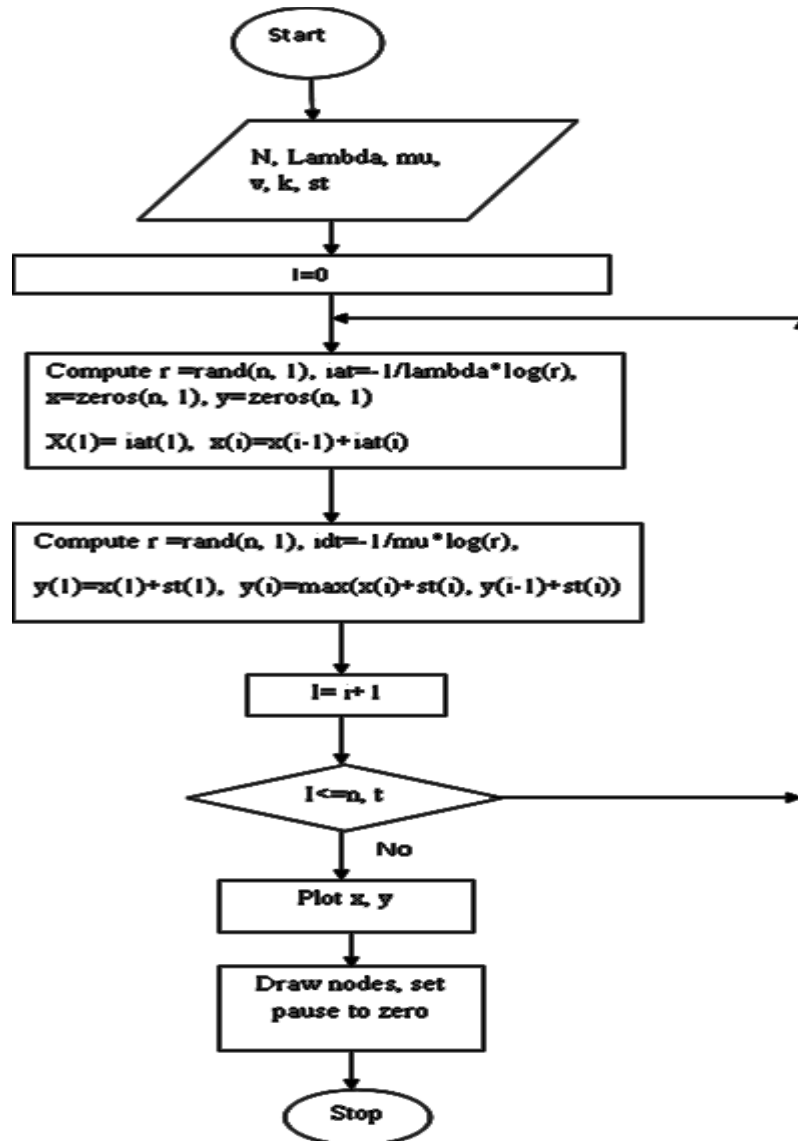 Start
N, Lambda, mu,
v, k, st
I=0
Compute r =rand(n, 1), iat=-1/lambda*log(r),
x=zeros(n, 1), y=zeros(n, 1)
X(1)= iat(1), x(i)=x(i-1)+iat(i)
Compute r =rand(n, 1), idt=-1/mu*log(r),
y(1)=x(1)+st(1), y(i)=max(x(i)+st(i), y(i-1)+st(i))
I= i+1
I<=n, t
No
Plot x, y
Draw nodes, set
pause to zero
Stop